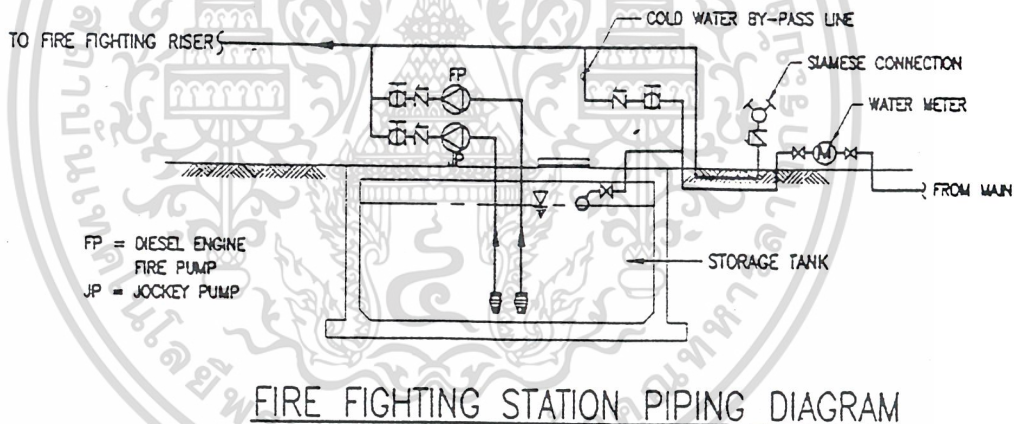 COLD WATER BY-PASS LINE
TO FIRE FIGHTING RISER
SIAMESE CONNECTION
FP
WATER METER
M
JP
FROM MAIN
FP = DIESEL ENGINE
FIRE PUMP
STORAGE TANK
JP = JOCKEY PUMP
FIRE FIGHTING STATION PIPING DIAGRAM